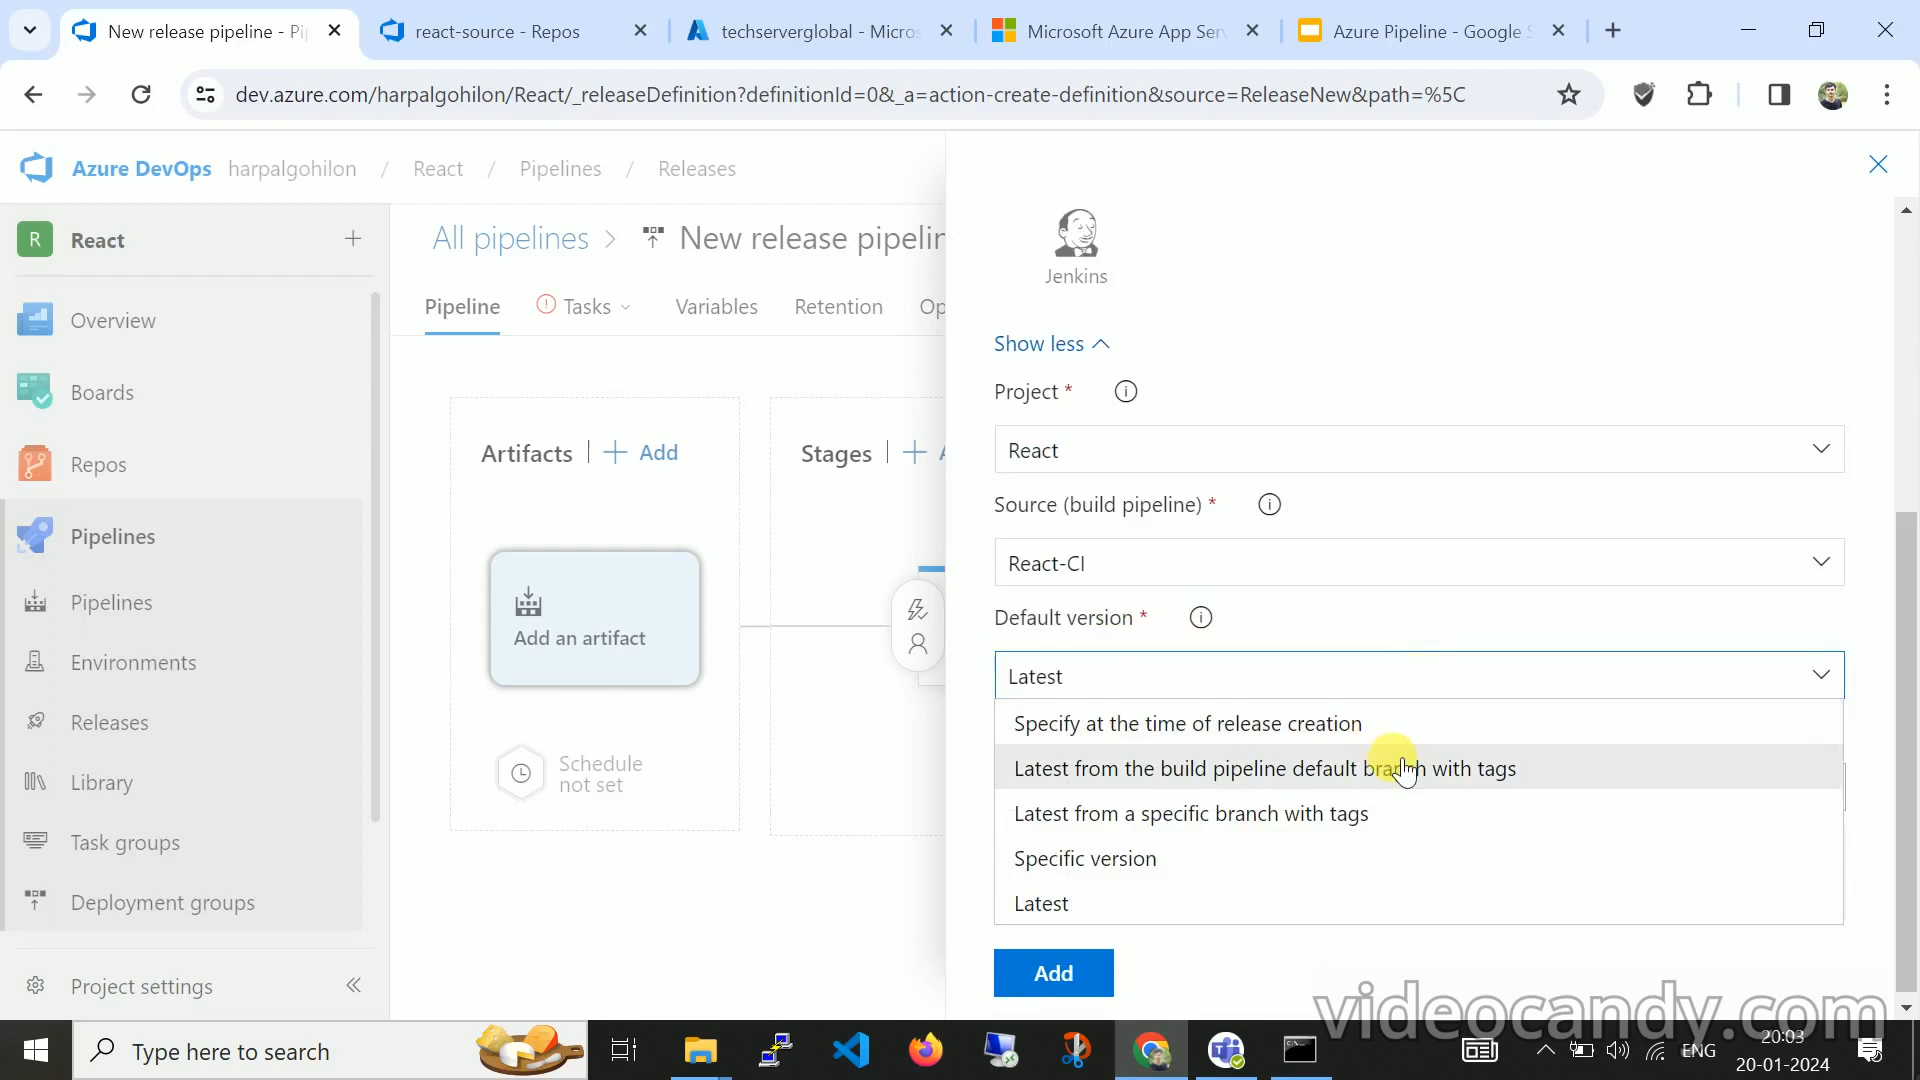 New release pipeline - Pi
react-source - Repos
techserverglobal - Micros
Microsoft Azure App Serv
Azure Pipeline - Google S
dev.azure.com/harpalgohilon/React/_releaseDefinition?definitionId=0&_a=action-create-definition&source=ReleaseNew&path=%5C
Azure DevOps harpalgohilon / React / Pipelines / Releases
R React
Overview
Boards
Repos
Pipelines
Pipelines
Environments
Releases
Library
Task groups
Deployment groups
Project settings
All pipelines > New release pipelin
Pipeline Tasks Variables Retention Op
Artifacts | + Add
Stages | + A
Add an artifact
Schedule
not set
Jenkins
Show less
Project *
React
Source (build pipeline) *
React-CI
Default version *
Latest
Specify at the time of release creation
Latest from the build pipeline default branch with tags
Latest from a specific branch with tags
Specific version
Latest
Add
videocandy.com
Type here to search
ENG
20:03
20-01-2024